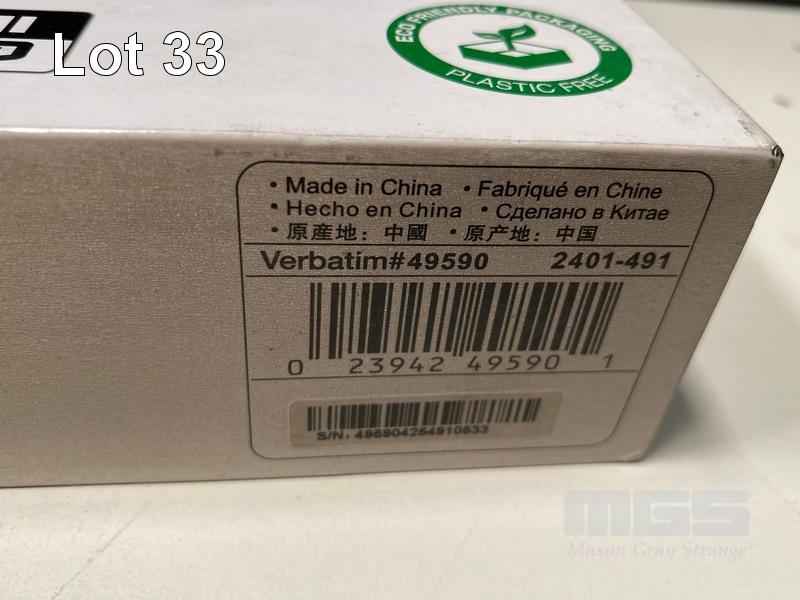 Lot 33
ECO FRIENDLY PACKAGING
PLASTIC FREE
• Made in China • Fabriqué en Chine
• Hecho en China • Сделано в Китае
• 原產地：中國 • 原产地：中国
Verbatim#49590 2401-491
0 23942 49590 1
S/N. 495904254910533
MGS
Mason Gray Strange